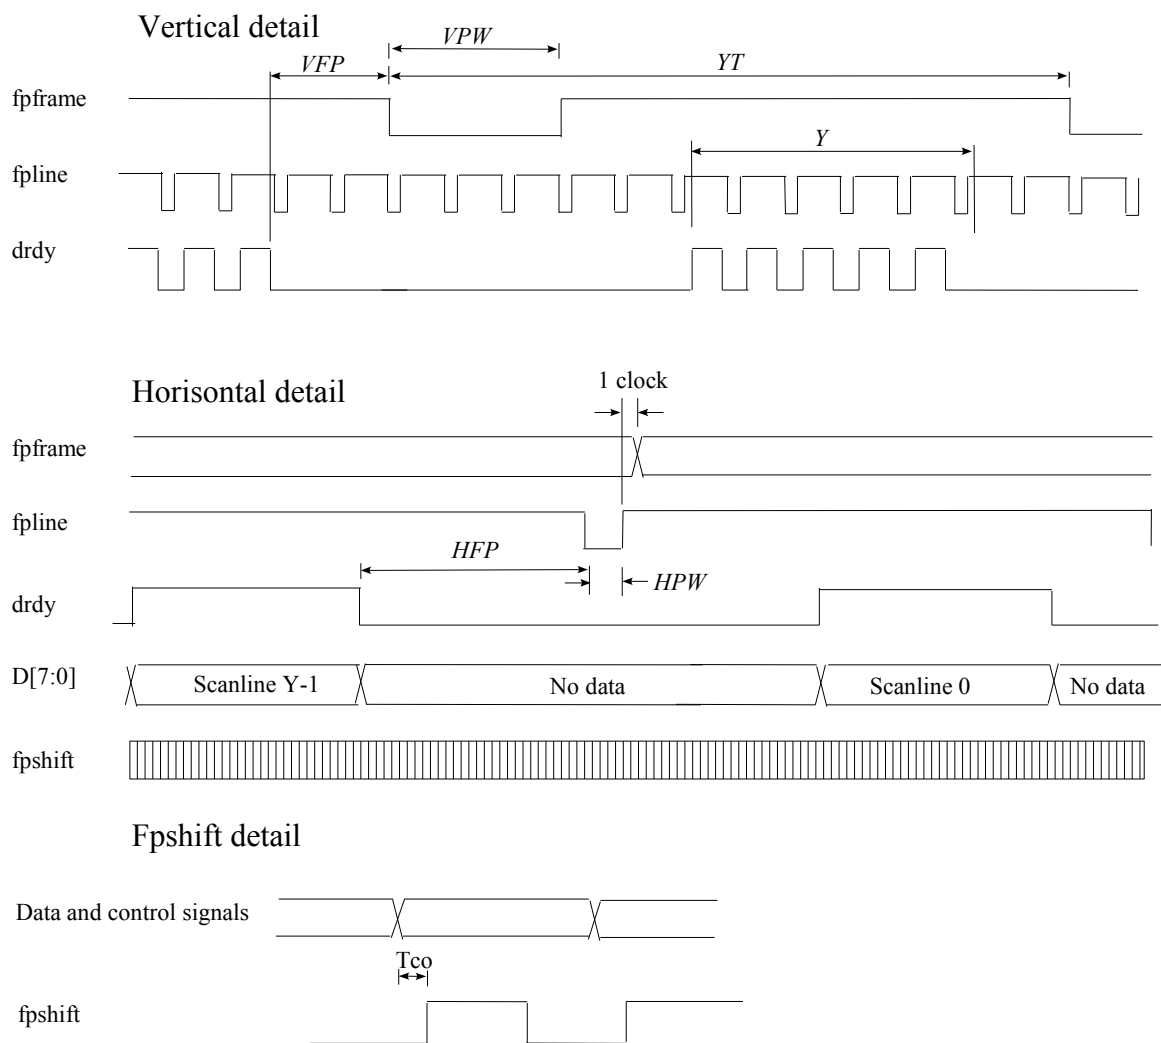 Vertical detail
VPW
VFP
YT
fpframe
Y
fpline
drdy
Horisontal detail
1 clock
fpframe
fpline
HFP
HPW
drdy
D[7:0]
Scanline Y-1
No data
Scanline 0
No data
fpshift
Fpshift detail
Data and control signals
Tco
fpshift